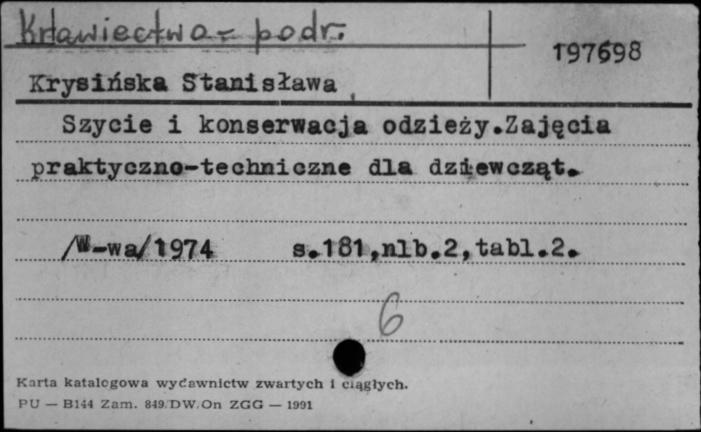 Krawiectwo - podr.
197698
Krysińska Stanisława
Szycie i konserwacja odzieży.Zajęcia
praktyczno-techniczne dla dziewcząt.
/W-wa/1974 s.181,nlb.2,tabl.2.
6
Karta katalogowa wydawnictw zwartych i ciągłych.
PU — B144 Zam. 849/DW/On ZGG — 1991